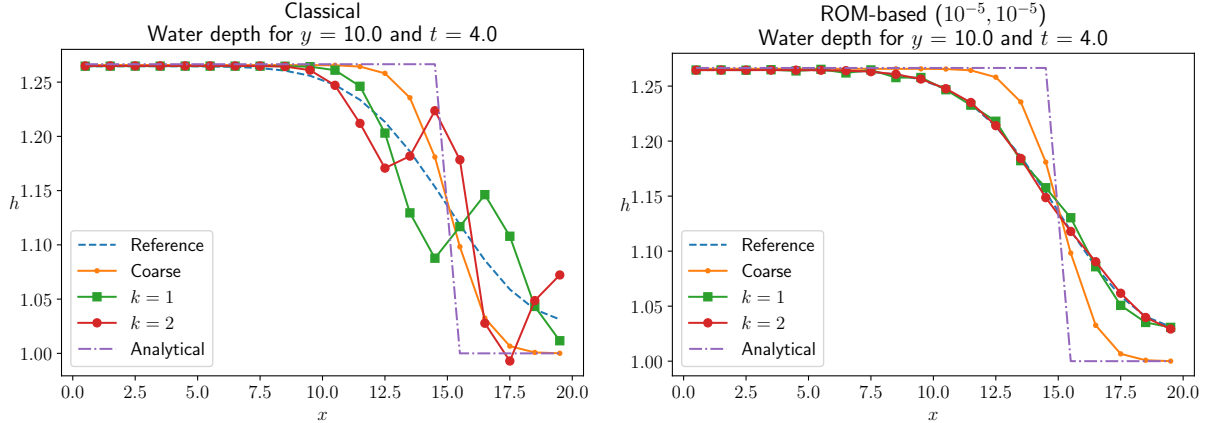 Classical
Water depth for y = 10.0 and t = 4.0
1.25
1.20
1.15
h
1.10
1.05
1.00
Reference
Coarse
k = 1
k = 2
Analytical
0.0 2.5 5.0 7.5 10.0 12.5 15.0 17.5 20.0
x
ROM-based (10⁻⁵, 10⁻⁵)
Water depth for y = 10.0 and t = 4.0
1.25
1.20
1.15
h
1.10
1.05
1.00
Reference
Coarse
k = 1
k = 2
Analytical
0.0 2.5 5.0 7.5 10.0 12.5 15.0 17.5 20.0
x